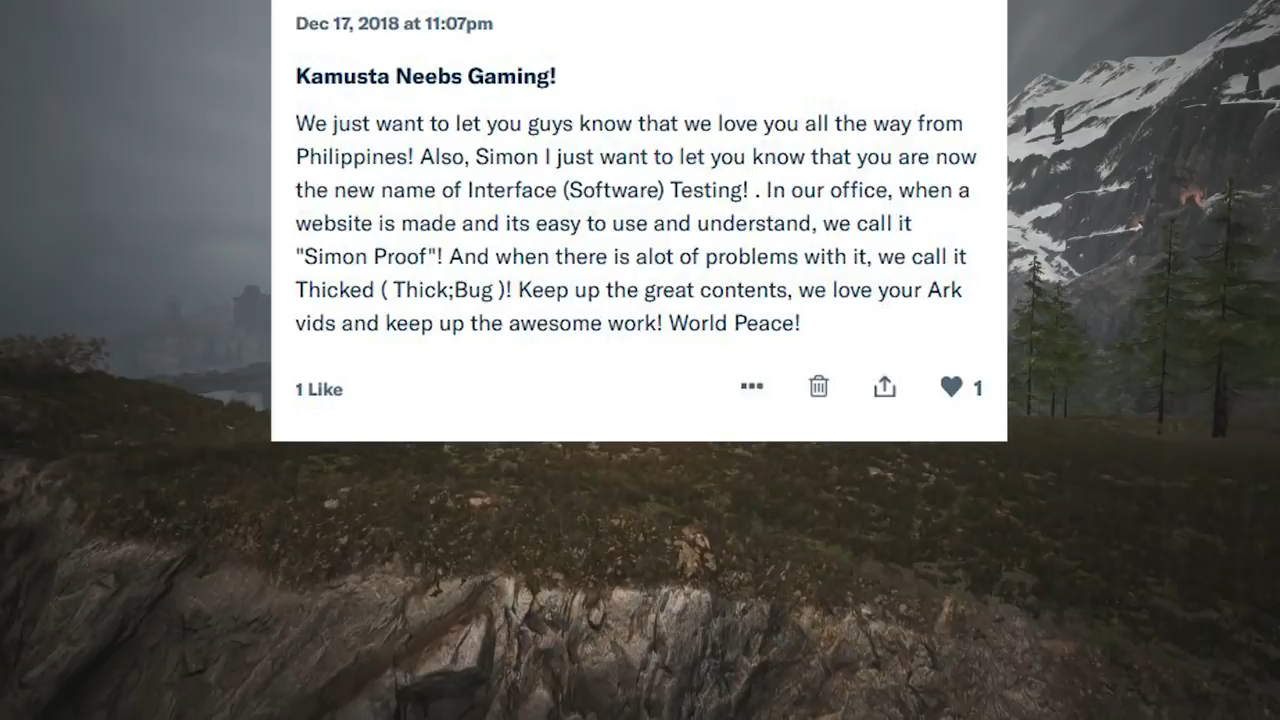 Dec 17, 2018 at 11:07pm
Kamusta Neebs Gaming!
We just want to let you guys know that we love you all the way from
Philippines! Also, Simon I just want to let you know that you are now
the new name of Interface (Software) Testing! . In our office, when a
website is made and its easy to use and understand, we call it
"Simon Proof"! And when there is alot of problems with it, we call it
Thicked ( Thick;Bug )! Keep up the great contents, we love your Ark
vids and keep up the awesome work! World Peace!
1 Like
1